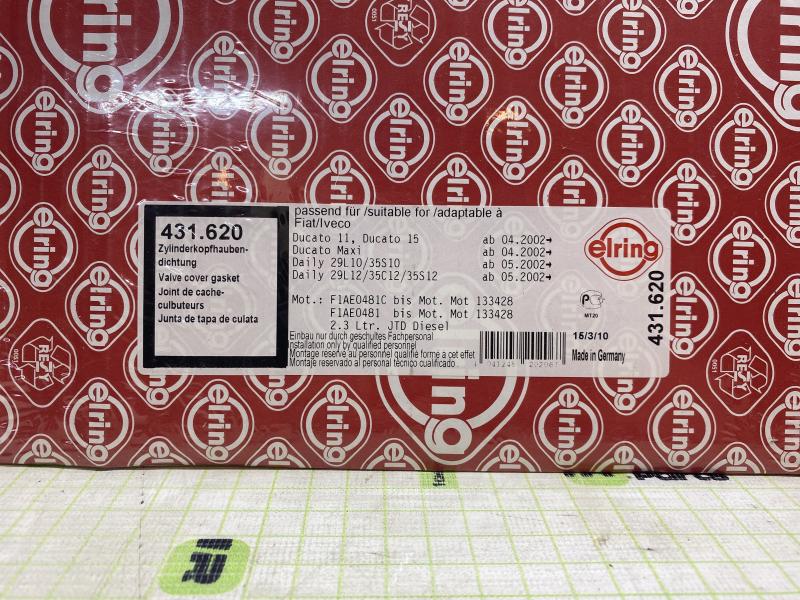 431.620
Zylinderkopfhauben-
dichtung
Valve cover gasket
Joint de cache-
culbuteurs
Junta de tapa de culata
passend für /suitable for /adaptable à
Fiat/Iveco
Ducato 11, Ducato 15 ab 04.2002→
Ducato Maxi ab 04.2002→
Daily 29L10/35S10 ab 05.2002→
Daily 29L12/35C12/35S12 ab 05.2002→
Mot.: F1AE0481C bis Mot. Mot 133428
F1AE0481 bis Mot. Mot 133428
2.3 Ltr. JTD Diesel
Einbau nur durch geschultes Fachpersonal
Installation only by qualified personnel
Montage réservé au personnel qualifié formé a cet effet
Montaje reservado al personal técnico cualificado
elring
MT20
15/3/10
Made in Germany
431.620
elring
REZY
0051
IR